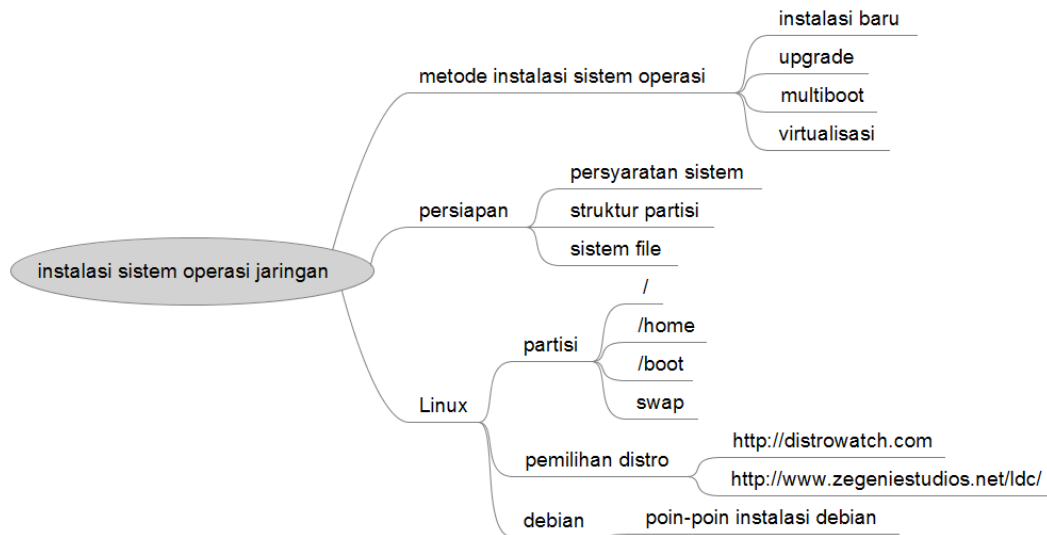 instalasi sistem operasi jaringan
metode instalasi sistem operasi
instalasi baru
upgrade
multiboot
virtualisasi
persiapan
persyaratan sistem
struktur partisi
sistem file
Linux
partisi
/
/home
/boot
swap
pemilihan distro
http://distrowatch.com
http://www.zegeniestudios.net/ldc/
debian
poin-poin instalasi debian